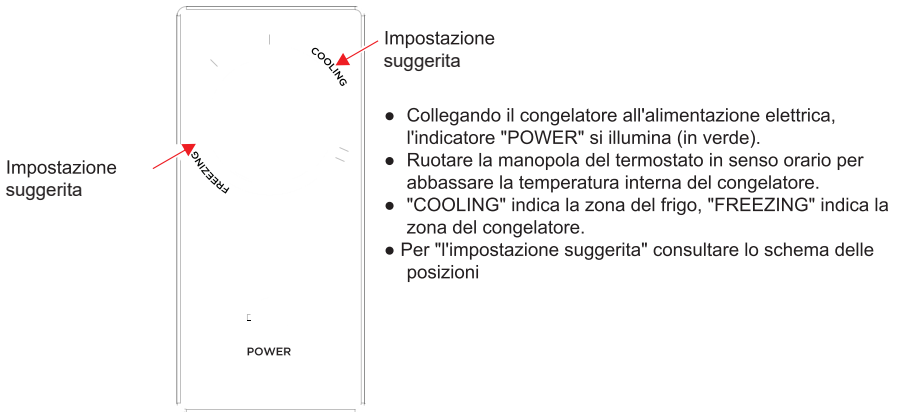 Impostazione
suggerita
COOLING
Impostazione
suggerita
FREEZING
POWER
● Collegando il congelatore all'alimentazione elettrica,
l'indicatore "POWER" si illumina (in verde).
● Ruotare la manopola del termostato in senso orario per
abbassare la temperatura interna del congelatore.
● "COOLING" indica la zona del frigo, "FREEZING" indica la
zona del congelatore.
● Per "l'impostazione suggerita" consultare lo schema delle
posizioni